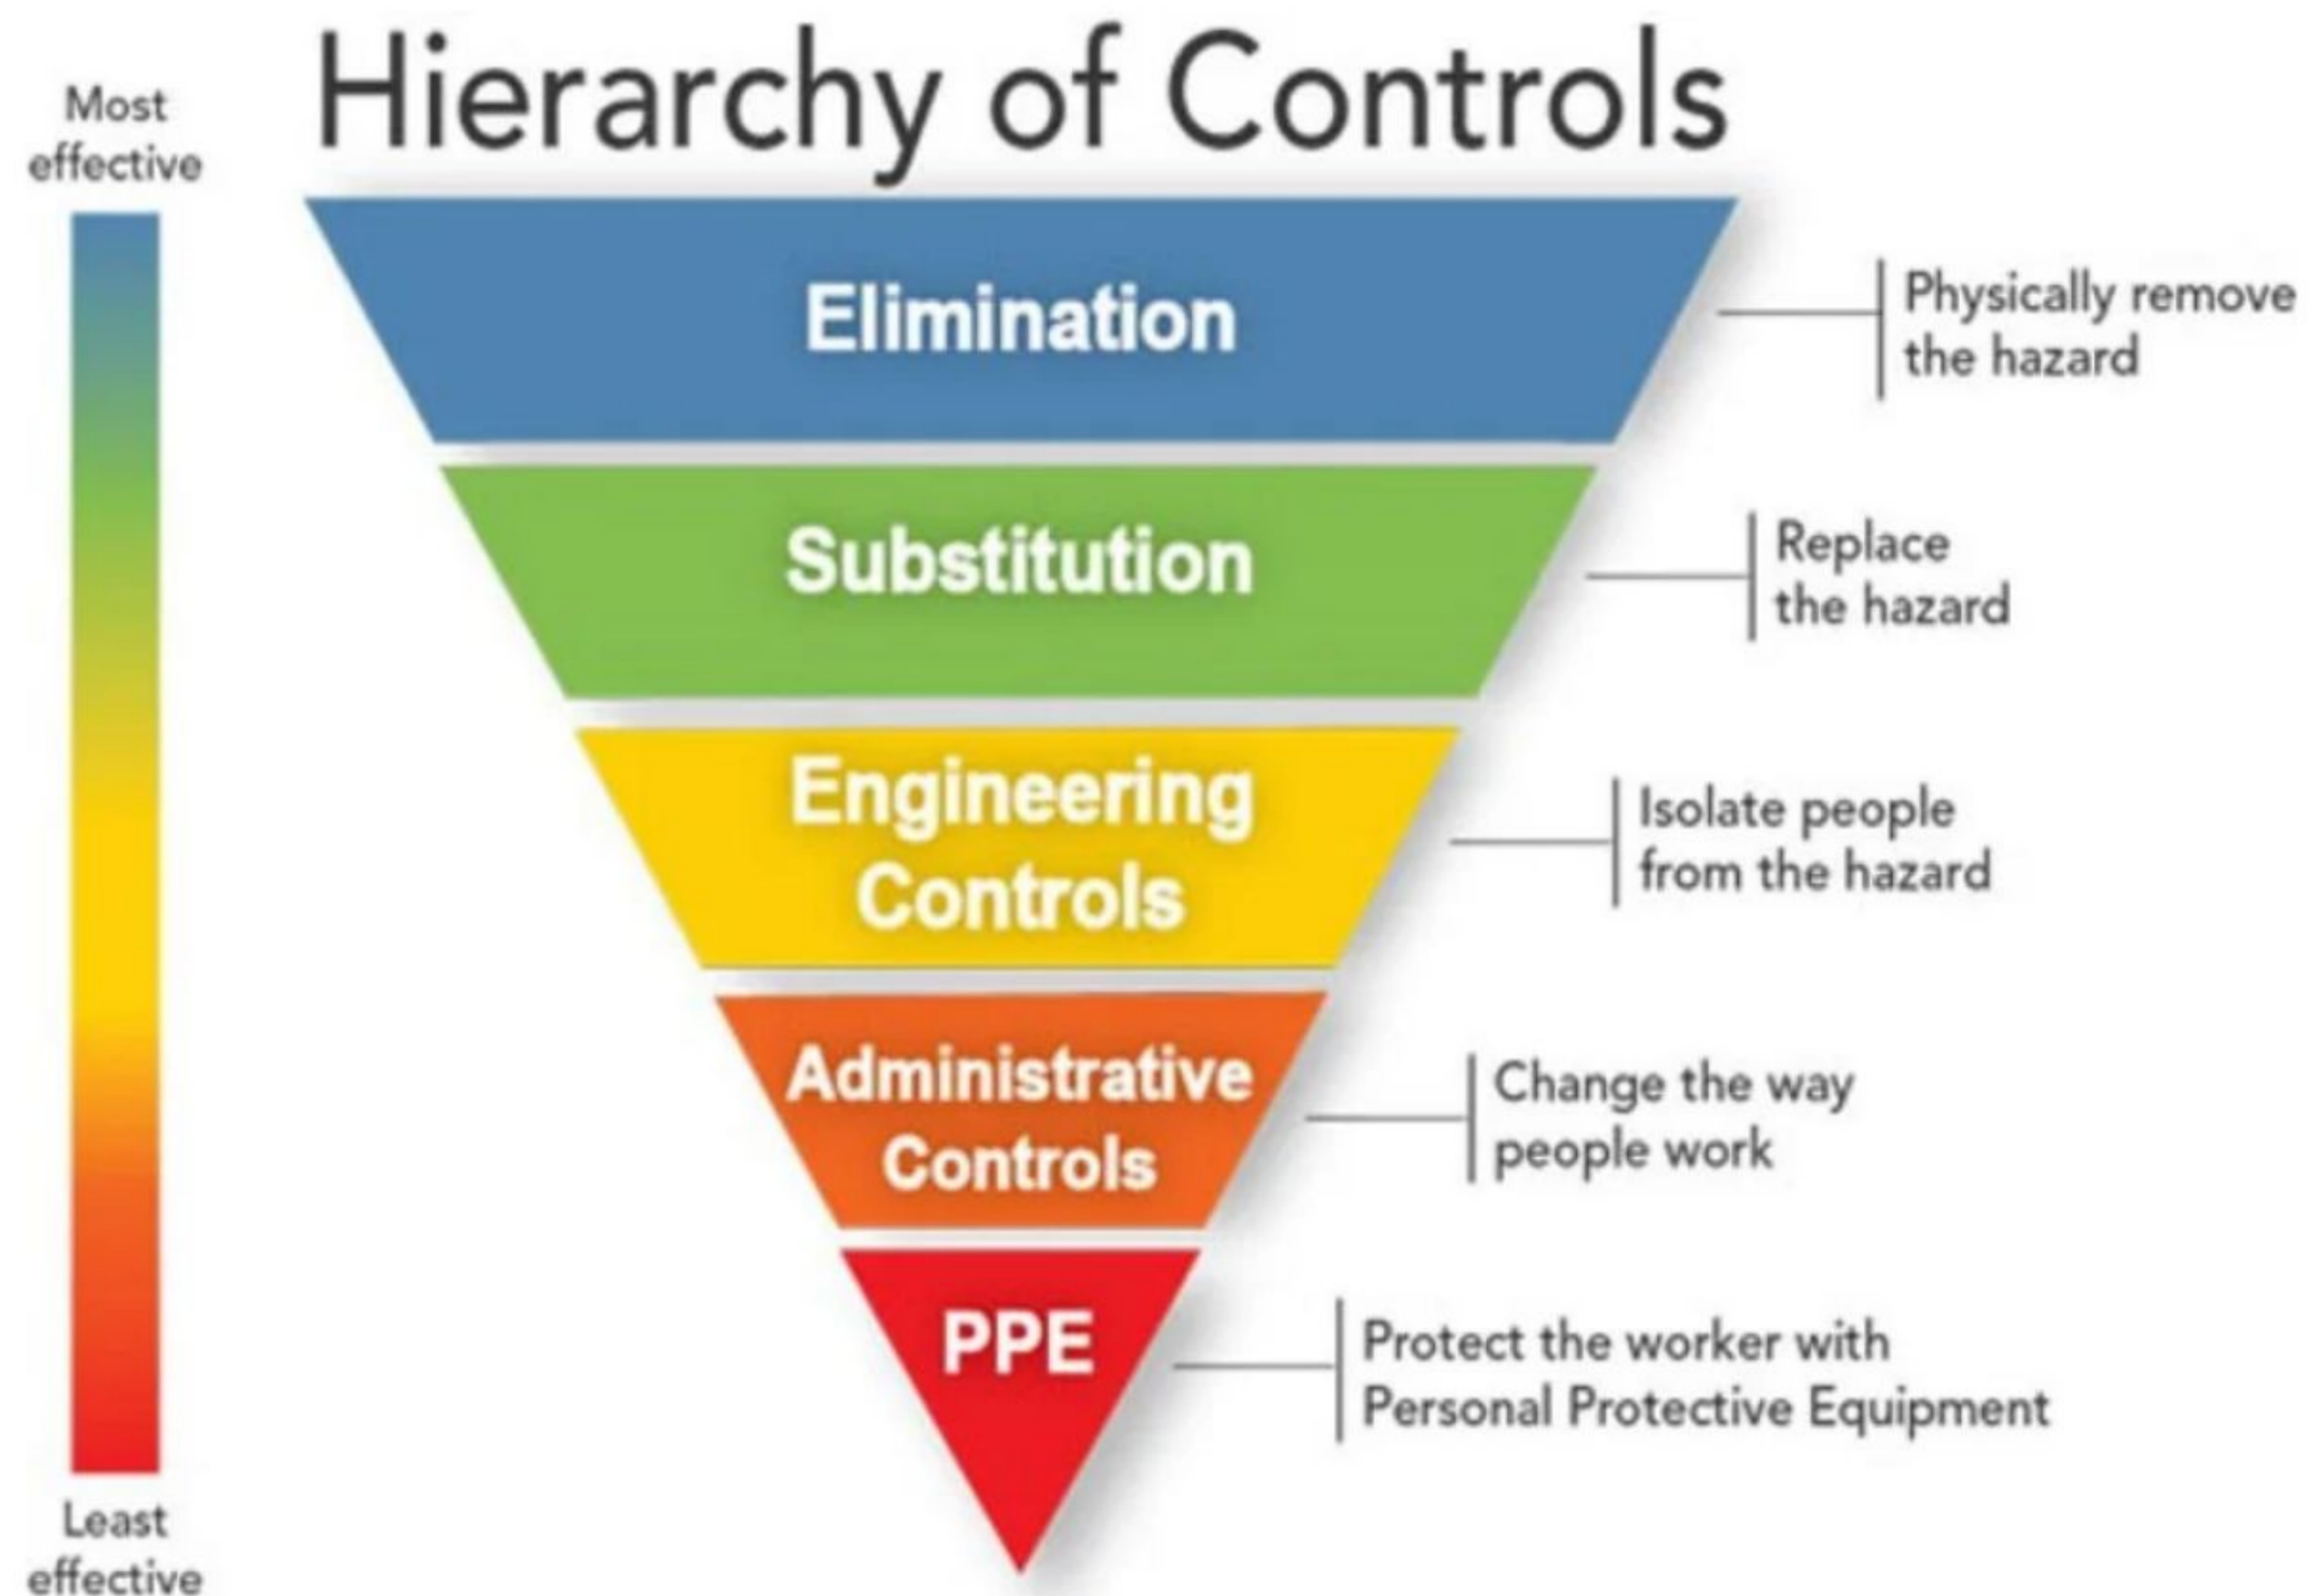 Hierarchy of Controls
Most
effective
Elimination
Physically remove
the hazard
Substitution
Replace
the hazard
Engineering
Controls
Isolate people
from the hazard
Administrative
Controls
Change the way
people work
PPE
Protect the worker with
Personal Protective Equipment
Least
effective